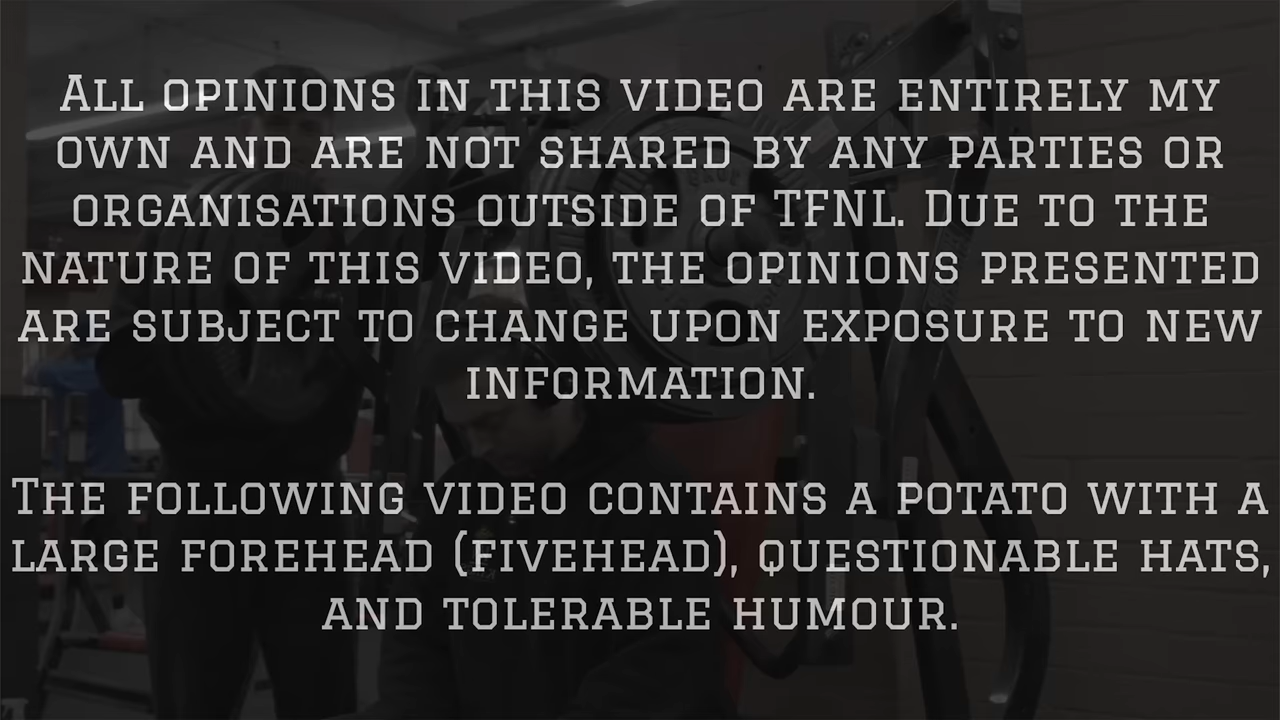 All opinions in this video are entirely my
own and are not shared by any parties or
organisations outside of TFNL. Due to the
nature of this video, the opinions presented
are subject to change upon exposure to new
information.
The following video contains a potato with a
large forehead (fivehead), questionable hats,
and tolerable humour.